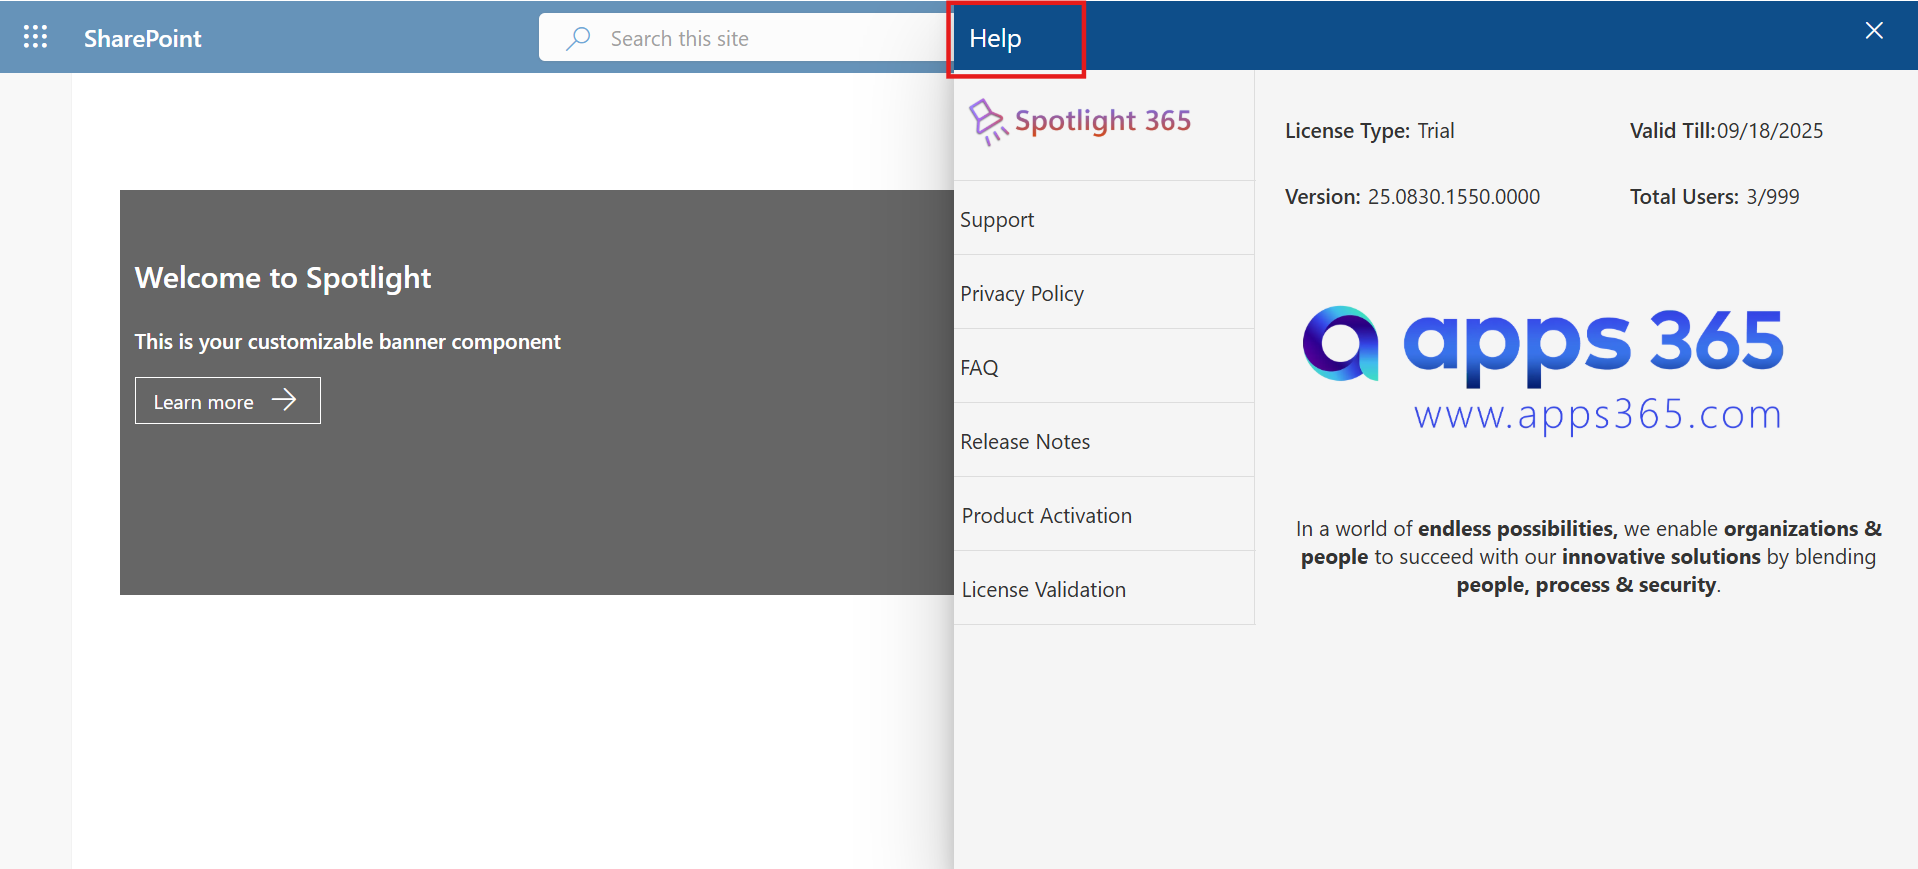 SharePoint
Search this site
Help
Welcome to Spotlight
This is your customizable banner component
Learn more
Spotlight 365
Support
Privacy Policy
FAQ
Release Notes
Product Activation
License Validation
License Type: Trial
Valid Till:09/18/2025
Version: 25.0830.1550.0000
Total Users: 3/999
apps 365
www.apps365.com
In a world of endless possibilities, we enable organizations &
people to succeed with our innovative solutions by blending
people, process & security.